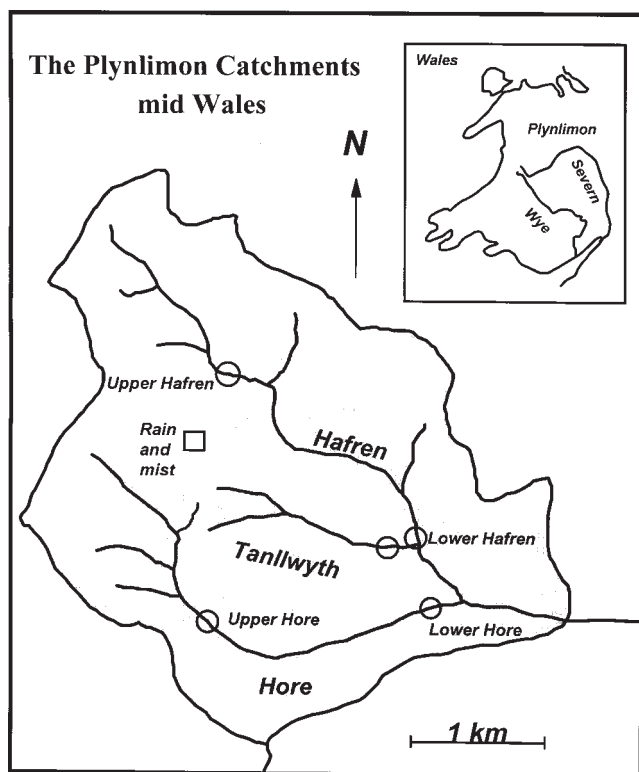 The Plynlimon Catchments
mid Wales
N
Wales
Plynlimon
Severn
Wye
Upper Hafren
Rain
and
mist
Hafren
Lower Hafren
Tanllwyth
Upper Hore
Lower Hore
Hore
1 km